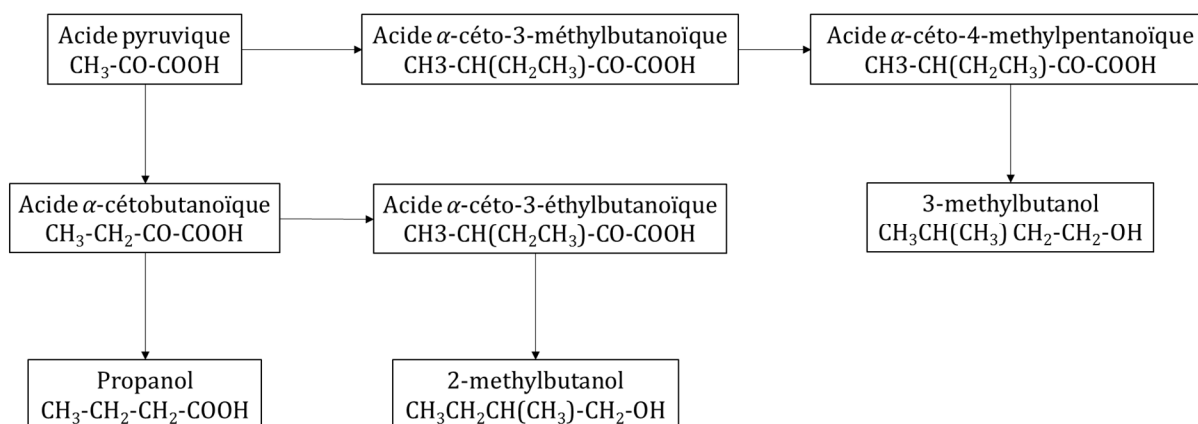 Acide pyruvique
CH₃-CO-COOH
Acide α-céto-3-méthylbutanoïque
CH3-CH(CH₂CH₃)-CO-COOH
Acide α-céto-4-methylpentanoïque
CH3-CH(CH₂CH₃)-CO-COOH
Acide α-cétobutanoïque
CH₃-CH₂-CO-COOH
Acide α-céto-3-éthylbutanoïque
CH3-CH(CH₂CH₃)-CO-COOH
3-methylbutanol
CH₃CH(CH₃) CH₂-CH₂-OH
Propanol
CH₃-CH₂-CH₂-COOH
2-methylbutanol
CH₃CH₂CH(CH₃)-CH₂-OH